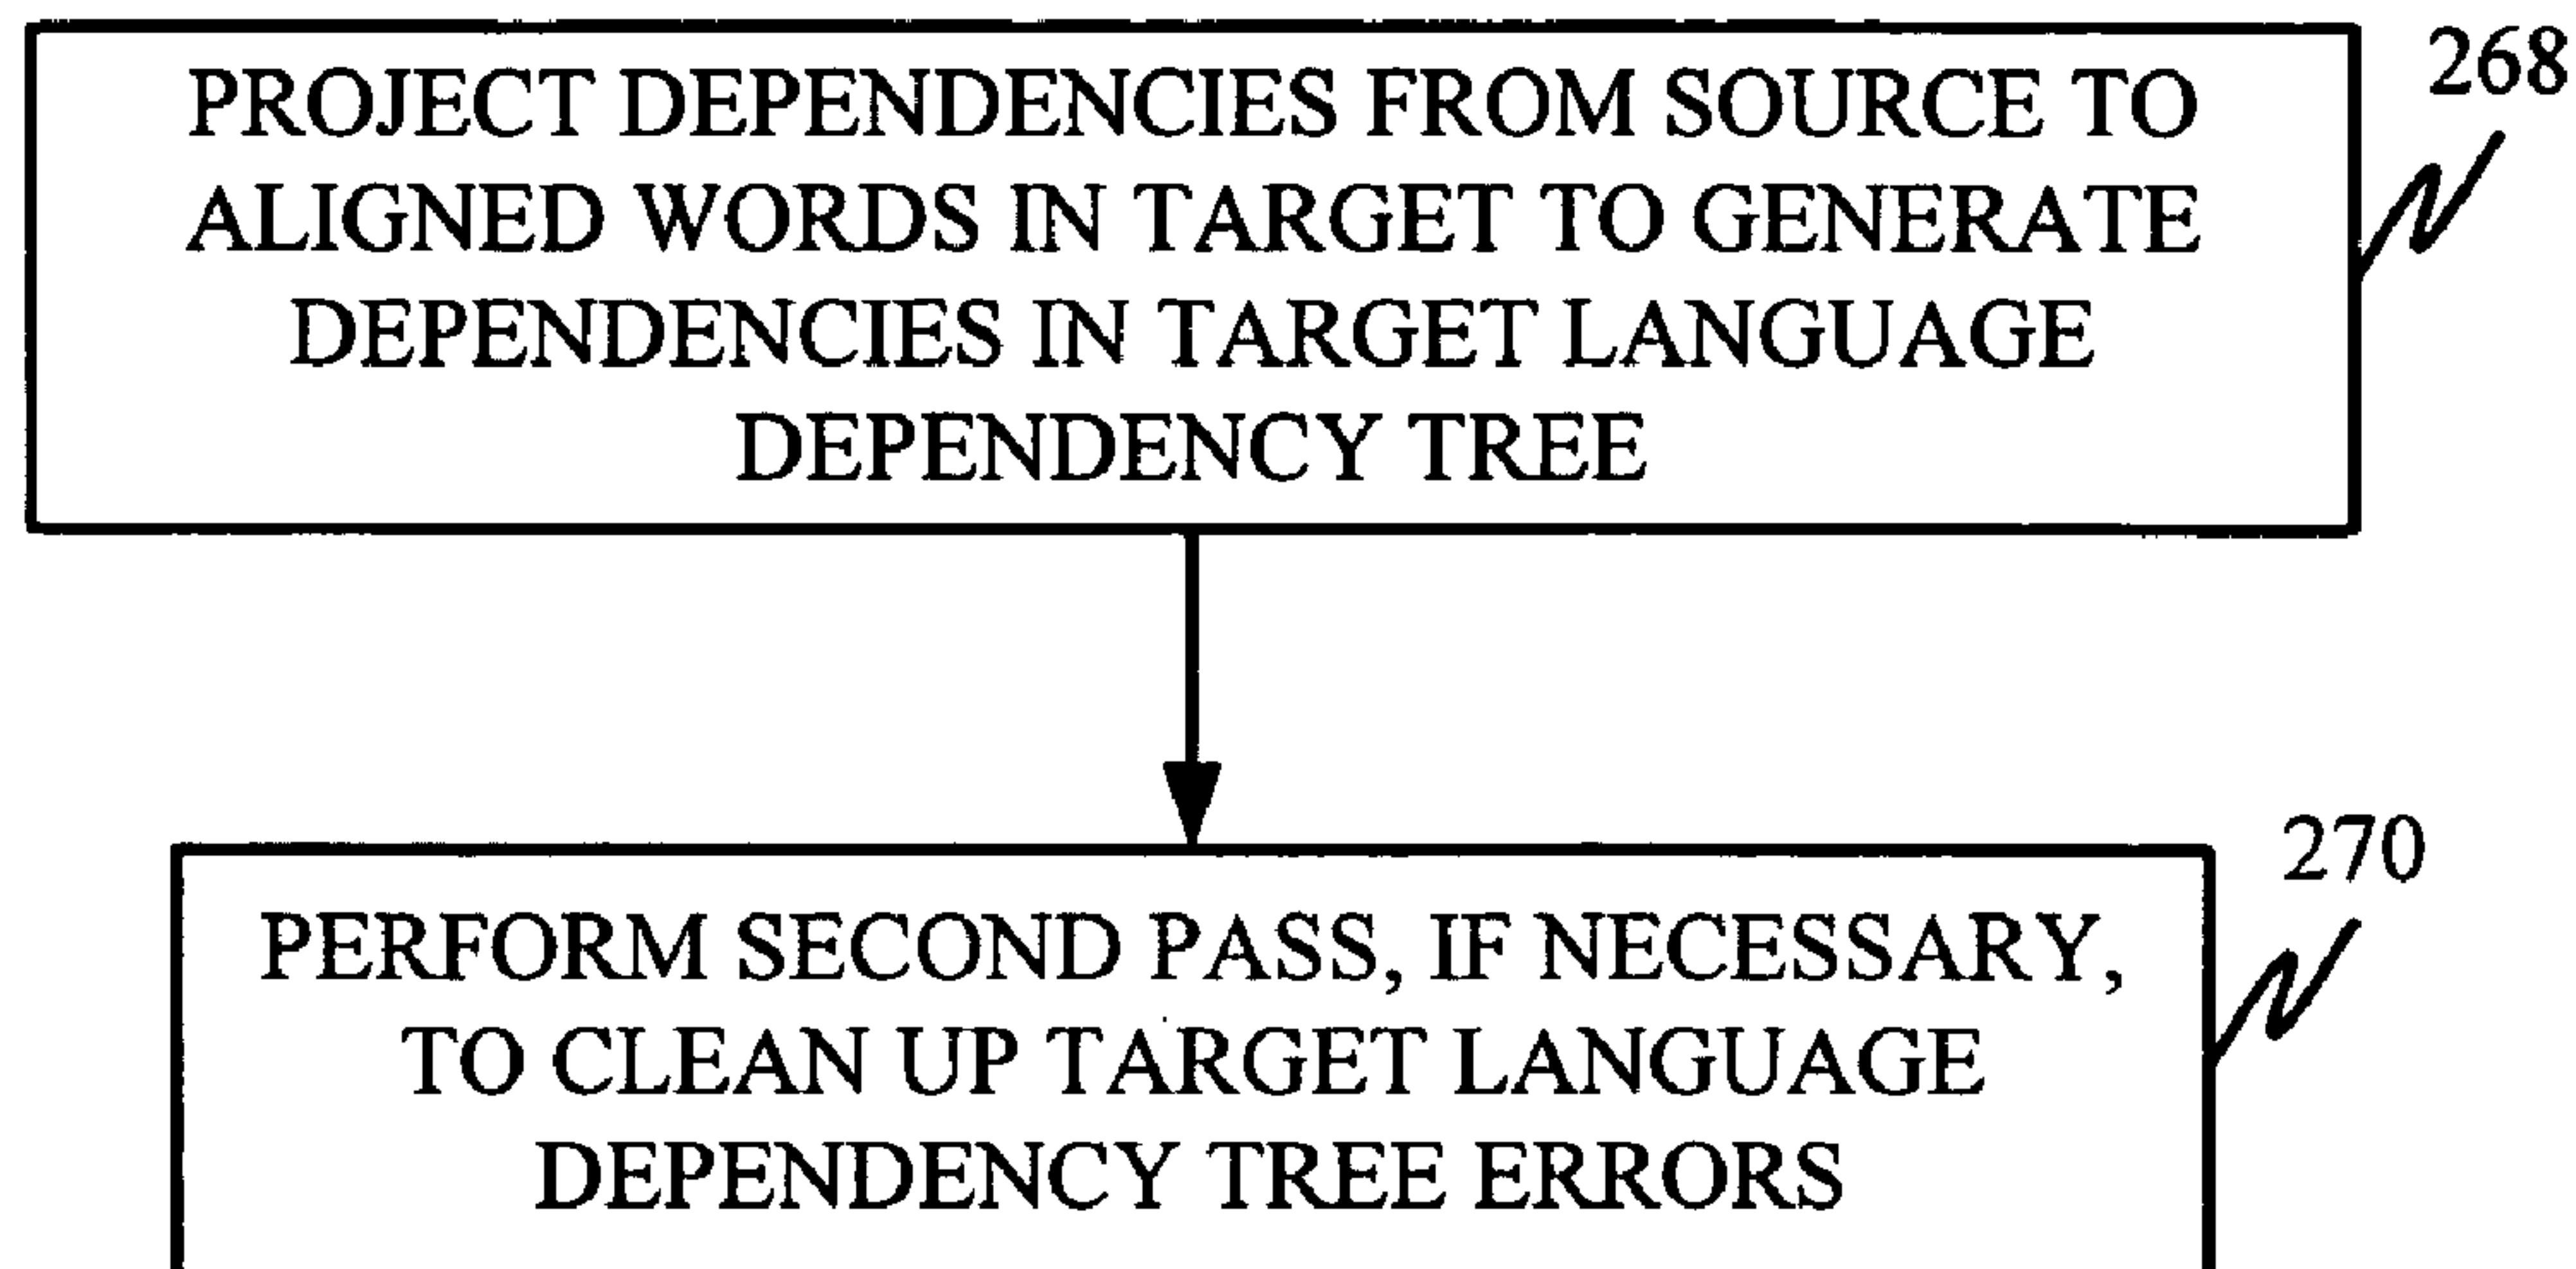 268
PROJECT DEPENDENCIES FROM SOURCE TO
ALIGNED WORDS IN TARGET TO GENERATE
DEPENDENCIES IN TARGET LANGUAGE
DEPENDENCY TREE
270
PERFORM SECOND PASS, IF NECESSARY,
TO CLEAN UP TARGET LANGUAGE
DEPENDENCY TREE ERRORS